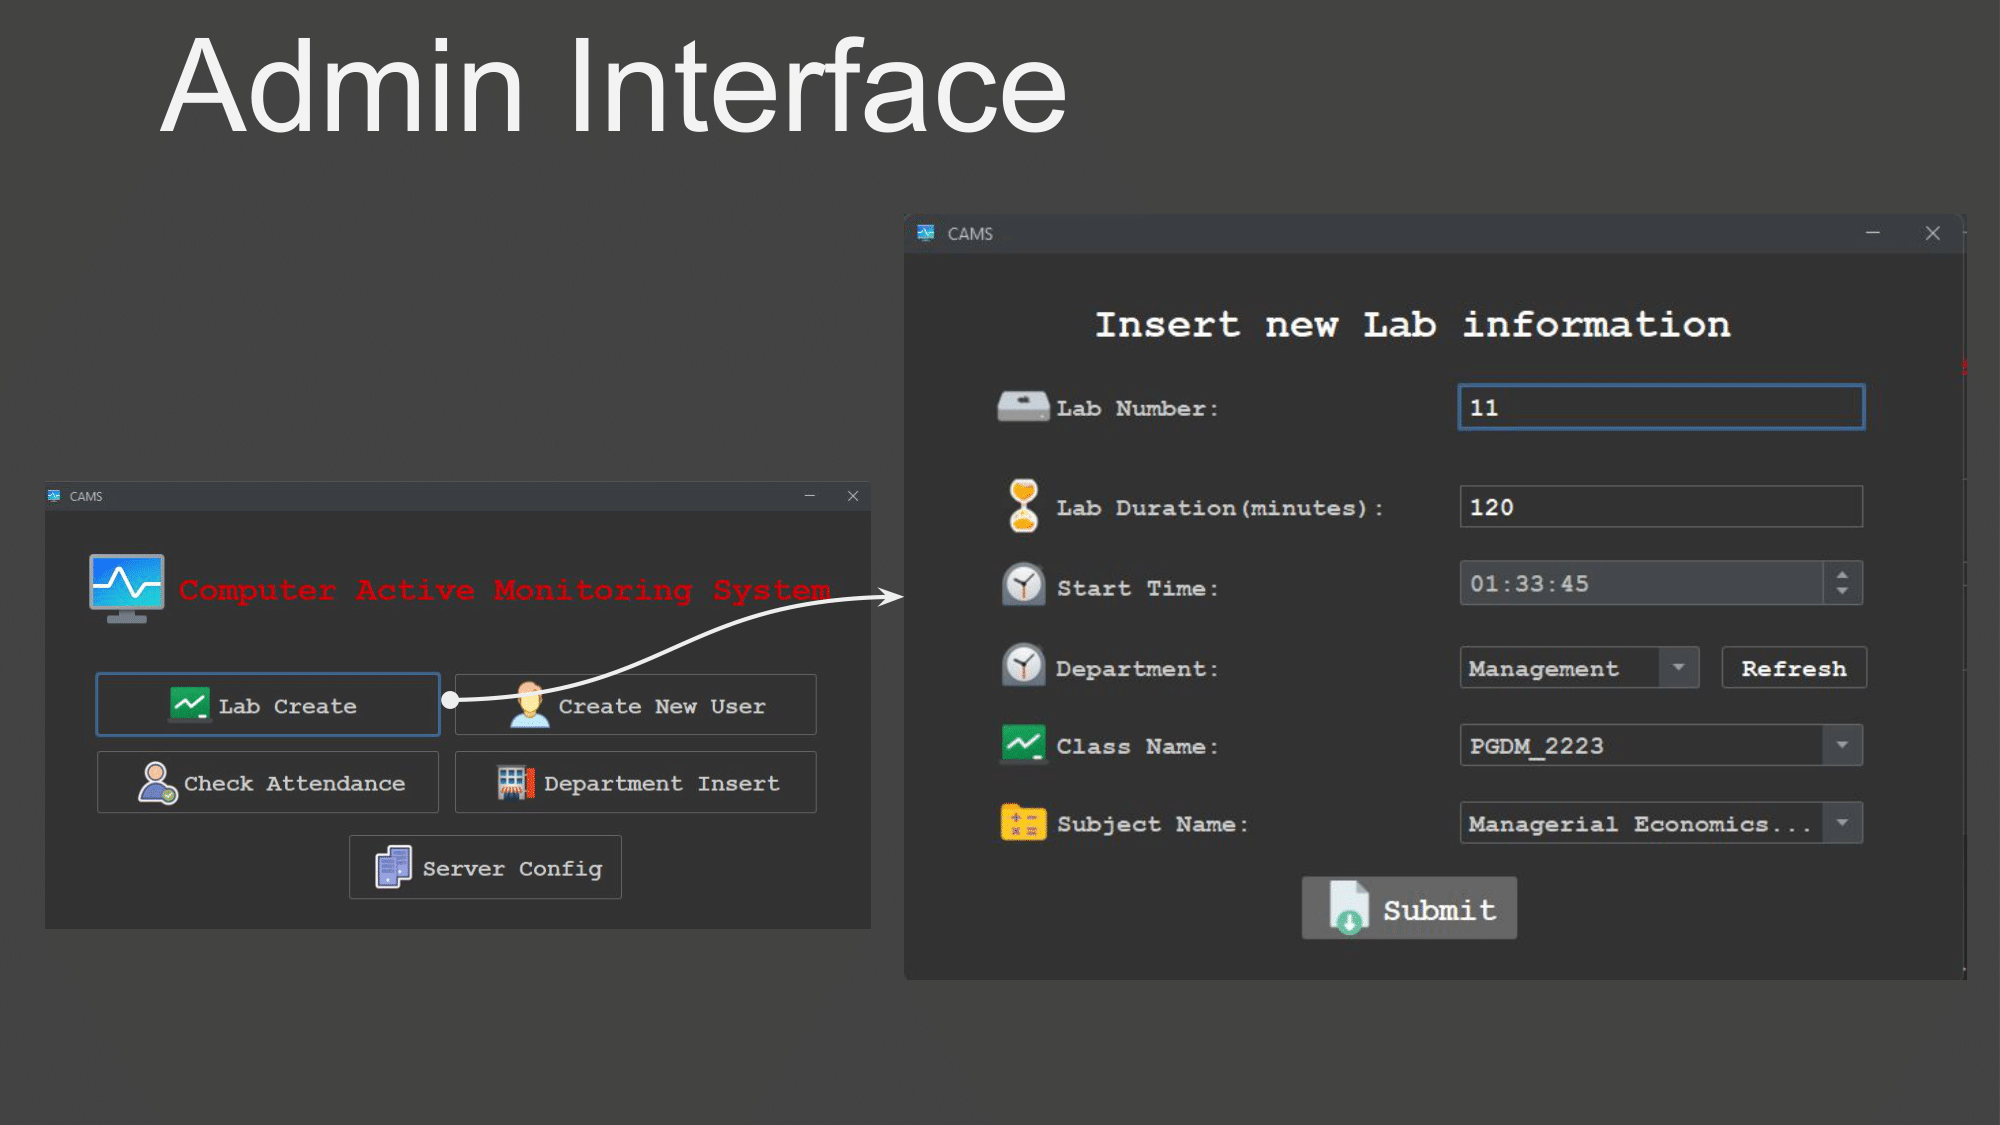 Admin Interface
CAMS
Computer Active Monitoring System
Lab Create
Create New User
Check Attendance
Department Insert
Server Config
CAMS
Insert new Lab information
Lab Number: 11
Lab Duration(minutes): 120
Start Time: 01:33:45
Department: Management Refresh
Class Name: PGDM_2223
Subject Name: Managerial Economics...
Submit